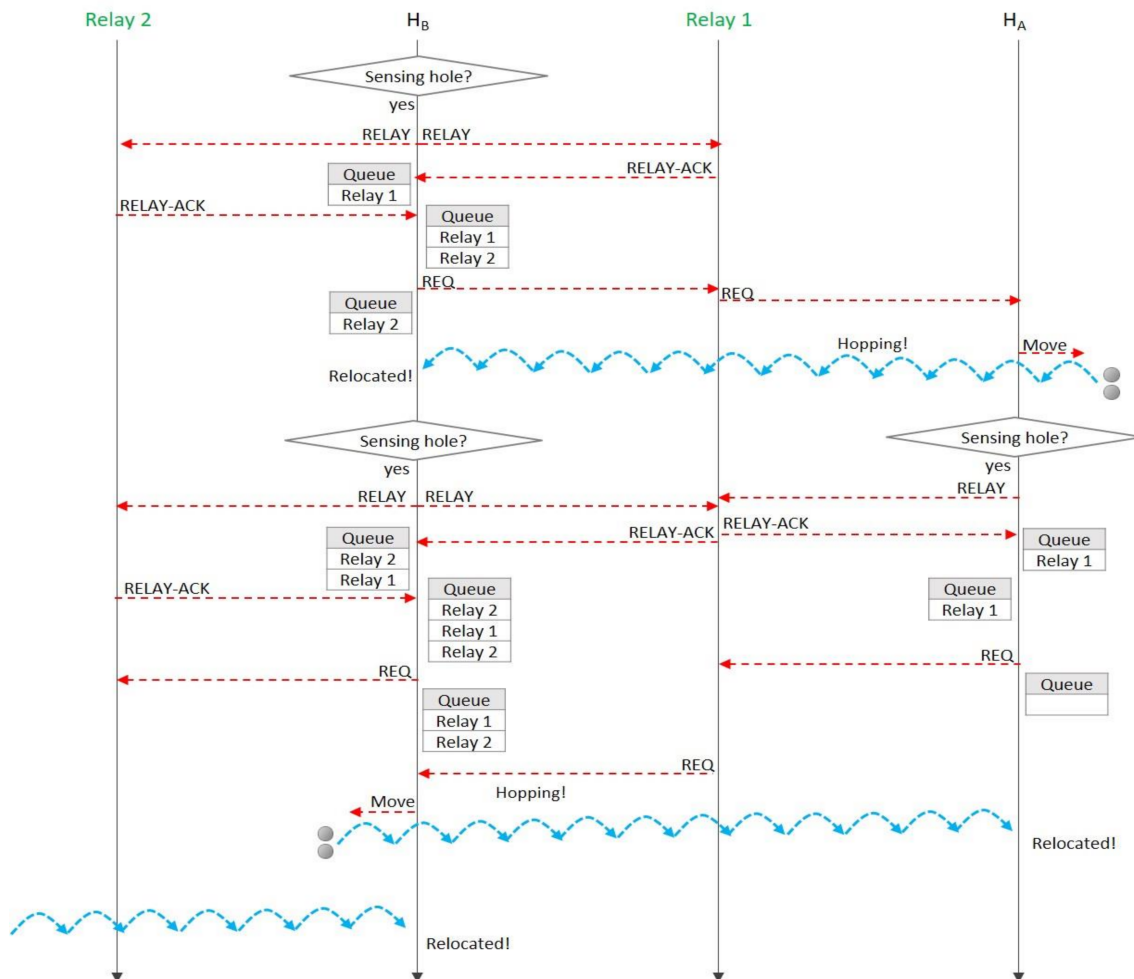 Relay 2 H_B Relay 1 H_A
Sensing hole?
yes
RELAY RELAY
RELAY-ACK
Queue
Relay 1
RELAY-ACK
Queue
Relay 1
Relay 2
REQ
REQ
Queue
Relay 2
Hopping!
Move
Relocated!
Sensing hole?
yes
Sensing hole?
yes
RELAY RELAY
RELAY
RELAY-ACK
RELAY-ACK
Queue
Relay 2
Relay 1
Queue
Relay 1
RELAY-ACK
Queue
Relay 2
Relay 1
Relay 2
Queue
Relay 1
REQ
REQ
Queue
Queue
Relay 1
Relay 2
REQ
Hopping!
Move
Relocated!
Relocated!